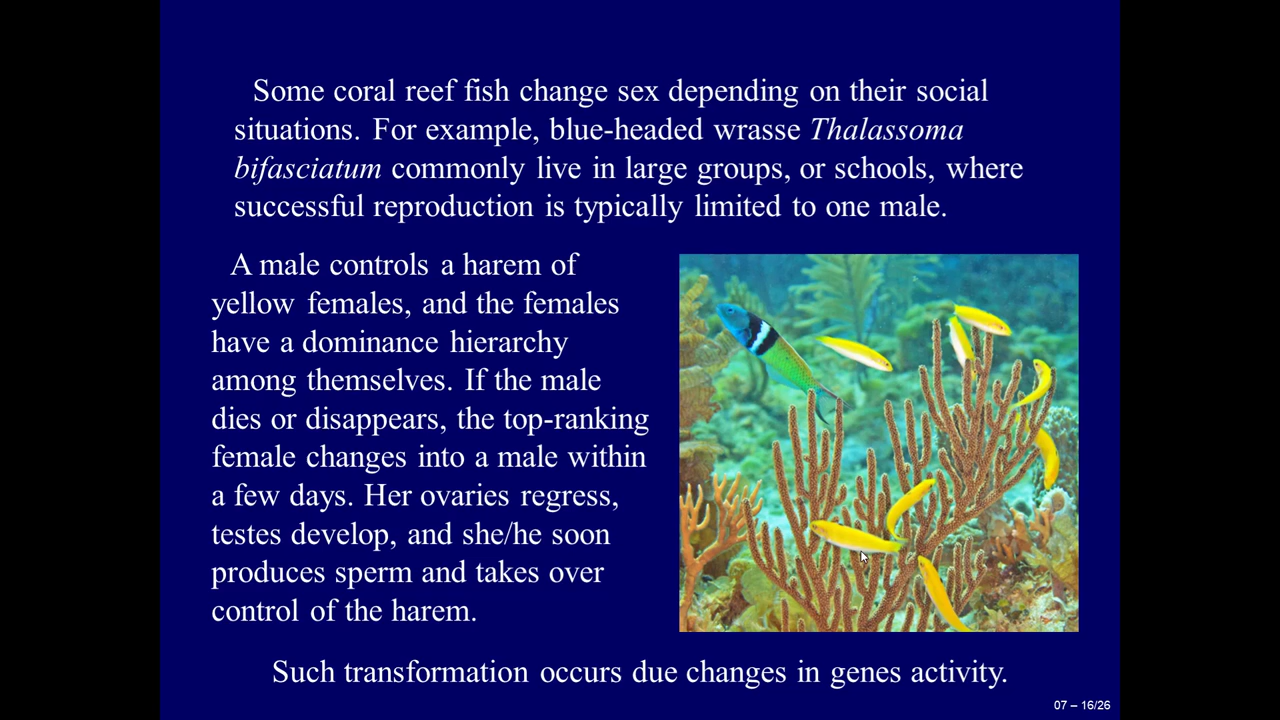 Some coral reef fish change sex depending on their social
situations. For example, blue-headed wrasse Thalassoma
bifasciatum commonly live in large groups, or schools, where
successful reproduction is typically limited to one male.
A male controls a harem of
yellow females, and the females
have a dominance hierarchy
among themselves. If the male
dies or disappears, the top-ranking
female changes into a male within
a few days. Her ovaries regress,
testes develop, and she/he soon
produces sperm and takes over
control of the harem.
Such transformation occurs due changes in genes activity.
07 – 16/26